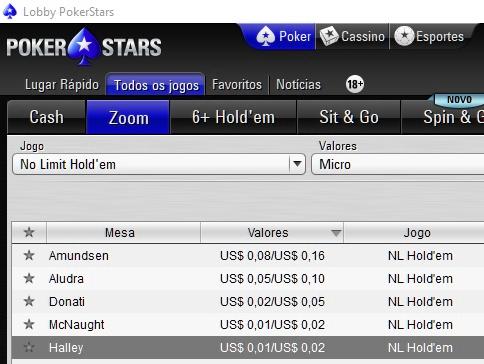 Lobby PokerStars
POKER STARS
Poker Cassino Esportes
Lugar Rápido Todos os jogos Favoritos Notícias 18+
NOVO
Cash Zoom 6+ Hold'em Sit & Go Spin & G
Jogo Valores
No Limit Hold'em Micro
Mesa Valores Jogo
Amundsen US$ 0,08/US$ 0,16 NL Hold'em
Aludra US$ 0,05/US$ 0,10 NL Hold'em
Donati US$ 0,02/US$ 0,05 NL Hold'em
McNaught US$ 0,01/US$ 0,02 NL Hold'em
Halley US$ 0,01/US$ 0,02 NL Hold'em